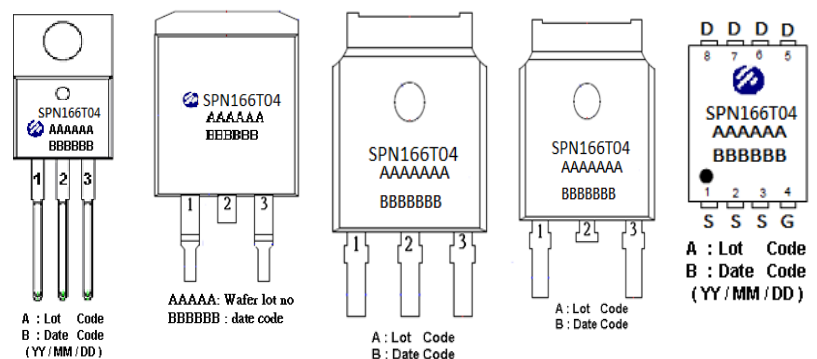 SPN166T04
AAAAAA
BBBBBB
1 2 3
A : Lot Code
B : Date Code
(YY/MM/DD)
SPN166T04
AAAAAA
BBBBBB
1 2 3
AAAAA: Wafer lot no
BBBBBB : date code
SPN166T04
AAAAAAA
BBBBBBB
1 2 3
A : Lot Code
B : Date Code
SPN166T04
AAAAAAA
BBBBBBB
1 2 3
A : Lot Code
B : Date Code
D D D D
8 7 6 5
SPN166T04
AAAAAA
BBBBBB
1 2 3 4
S S S G
A : Lot Code
B : Date Code
(YY/MM/DD)